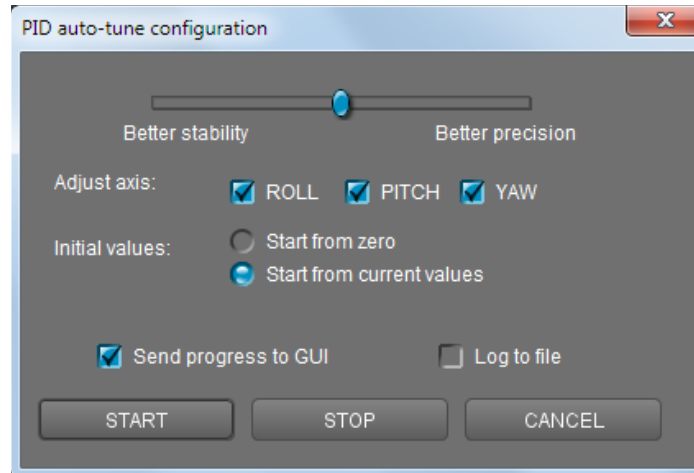 PID auto-tune configuration
Better stability
Better precision
Adjust axis:
ROLL
PITCH
YAW
Initial values:
Start from zero
Start from current values
Send progress to GUI
Log to file
START
STOP
CANCEL